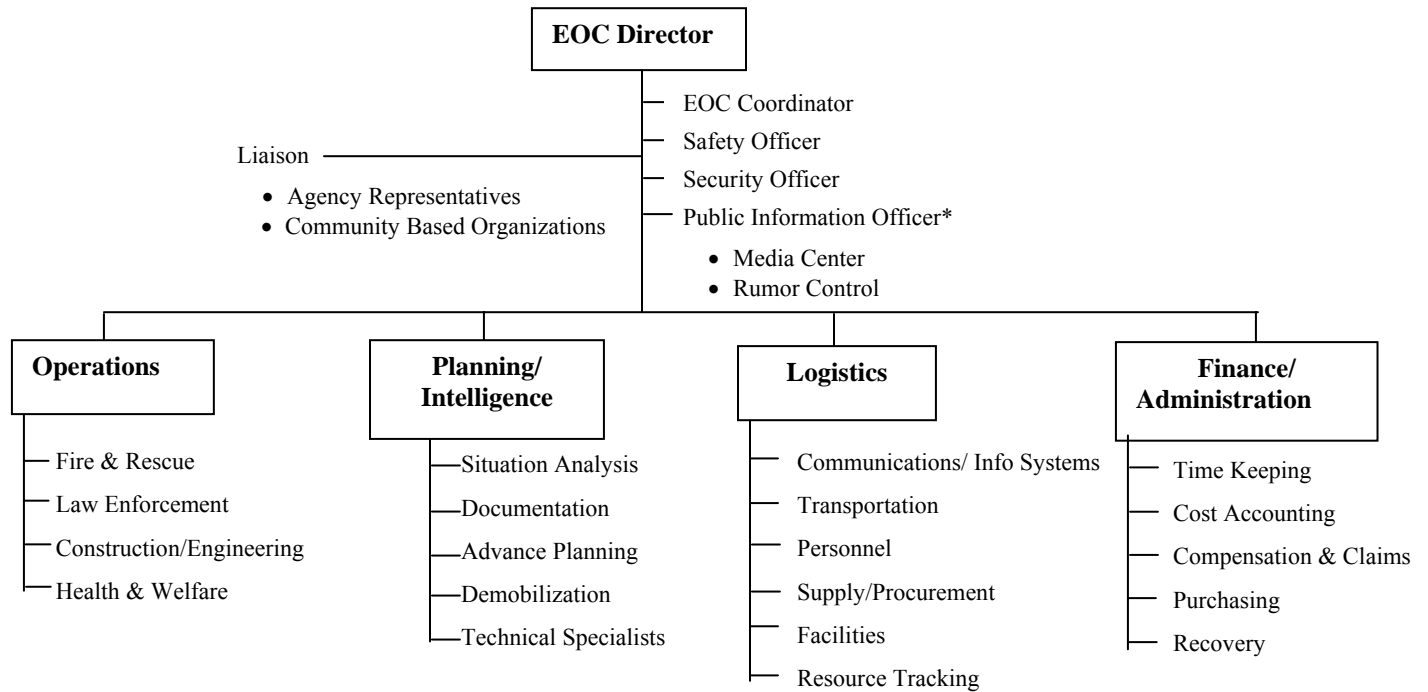 EOC Director
EOC Coordinator
Safety Officer
Liaison
Security Officer
• Agency Representatives
• Community Based Organizations
Public Information Officer*
• Media Center
• Rumor Control
Operations
Fire & Rescue
Law Enforcement
Construction/Engineering
Health & Welfare
Planning/
Intelligence
Situation Analysis
Documentation
Advance Planning
Demobilization
Technical Specialists
Logistics
Communications/ Info Systems
Transportation
Personnel
Supply/Procurement
Facilities
Resource Tracking
Finance/
Administration
Time Keeping
Cost Accounting
Compensation & Claims
Purchasing
Recovery